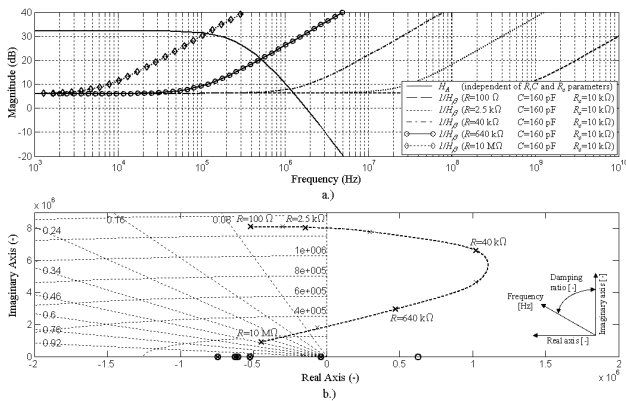 40
30
20
10
0
-10
-20
Magnitude (dB)
H_A (independent of R,C and R_s parameters)
1/H_β (R=100 Ω C=160 pF R_s=10 kΩ)
1/H_β (R=2.5 kΩ C=160 pF R_s=10 kΩ)
1/H_β (R=40 kΩ C=160 pF R_s=10 kΩ)
1/H_β (R=640 kΩ C=160 pF R_s=10 kΩ)
1/H_β (R=10 MΩ C=160 pF R_s=10 kΩ)
10^3 10^4 10^5 10^6 10^7 10^8 10^9 10^10
Frequency (Hz)
a.)
x 10^6
8
6
4
2
0
Imaginary Axis (-)
0.16 0.08
0.24
0.34
0.46
0.6
0.76
0.92
R=100 Ω R=2.5 kΩ
1e+006
8e+005
6e+005
4e+005
R=40 kΩ
R=640 kΩ
R=10 MΩ
Damping ratio [-]
Frequency [Hz]
Imaginary axis [-]
Real axis [-]
-2 -1.5 -1 -0.5 0 0.5 1 1.5 2
Real Axis (-)
x 10^6
b.)